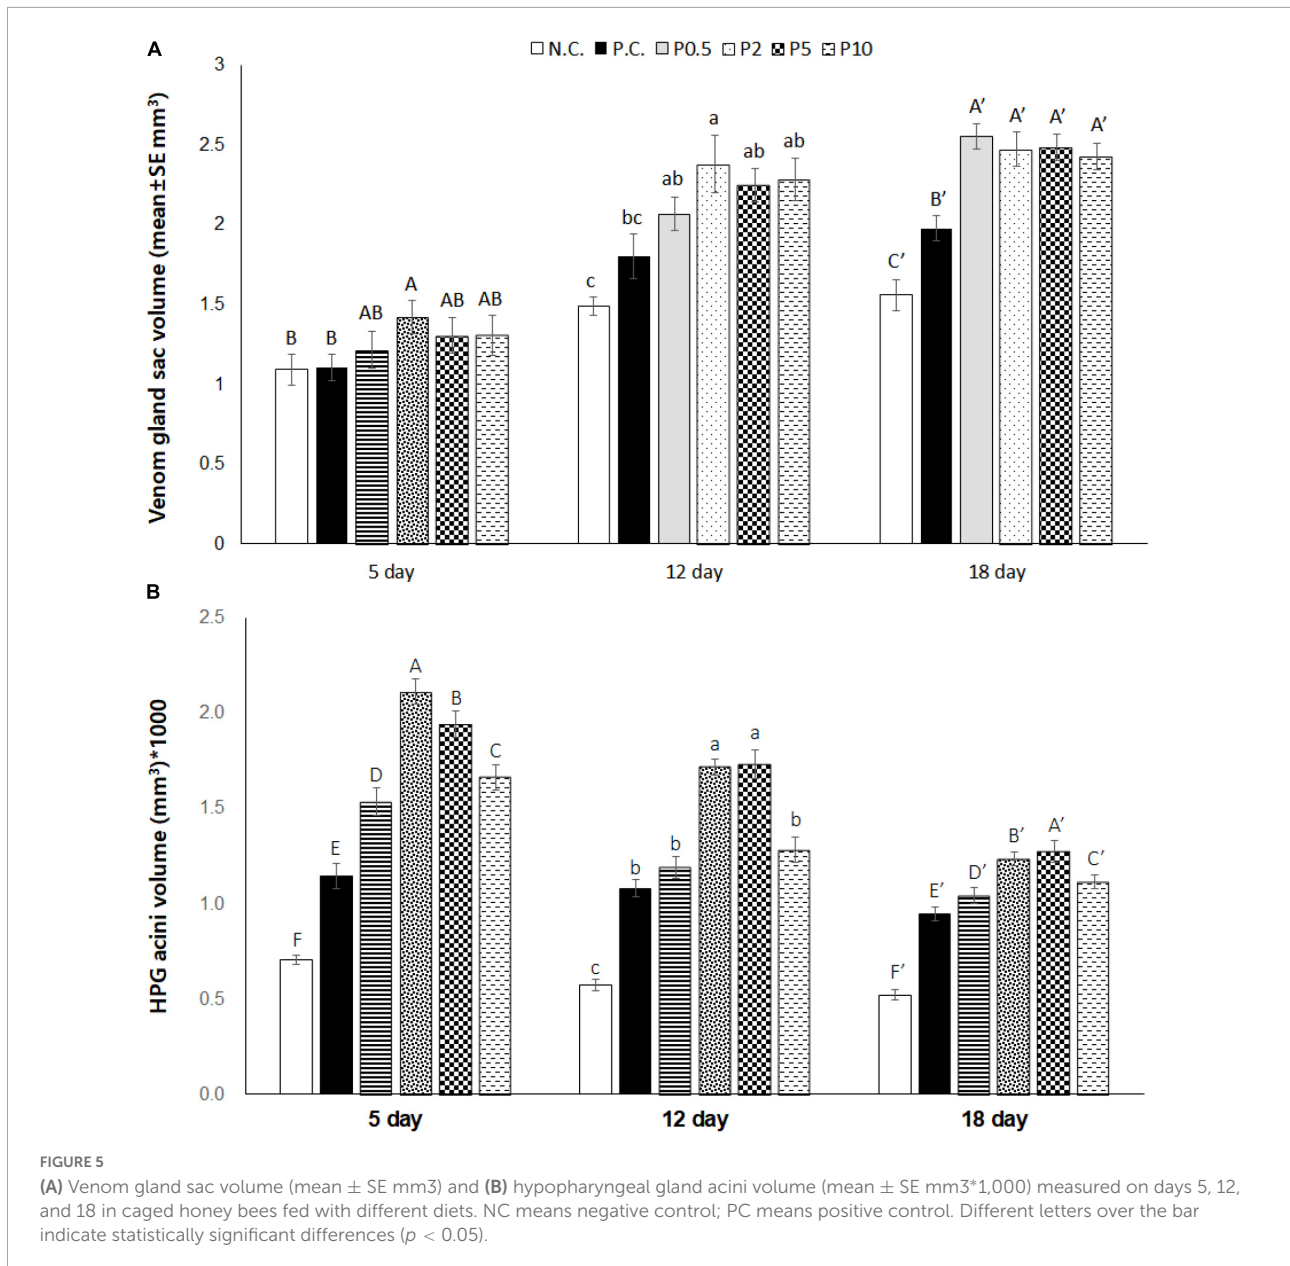 A
N.C. P.C. P0.5 P2 P5 P10
Venom gland sac volume (mean±SE mm³)
3
2.5
2
1.5
1
0.5
0
B B AB A AB AB
c bc ab a ab ab
C’ B’ A’ A’ A’ A’
5 day 12 day 18 day
B
HPG acini volume (mm³)*1000
2.5
2.0
1.5
1.0
0.5
0.0
F E D A B C
c b b a a b
F’ E’ D’ B’ A’ C’
5 day 12 day 18 day
FIGURE 5
(A) Venom gland sac volume (mean ± SE mm3) and (B) hypopharyngeal gland acini volume (mean ± SE mm3*1,000) measured on days 5, 12,
and 18 in caged honey bees fed with different diets. NC means negative control; PC means positive control. Different letters over the bar
indicate statistically significant differences (p < 0.05).